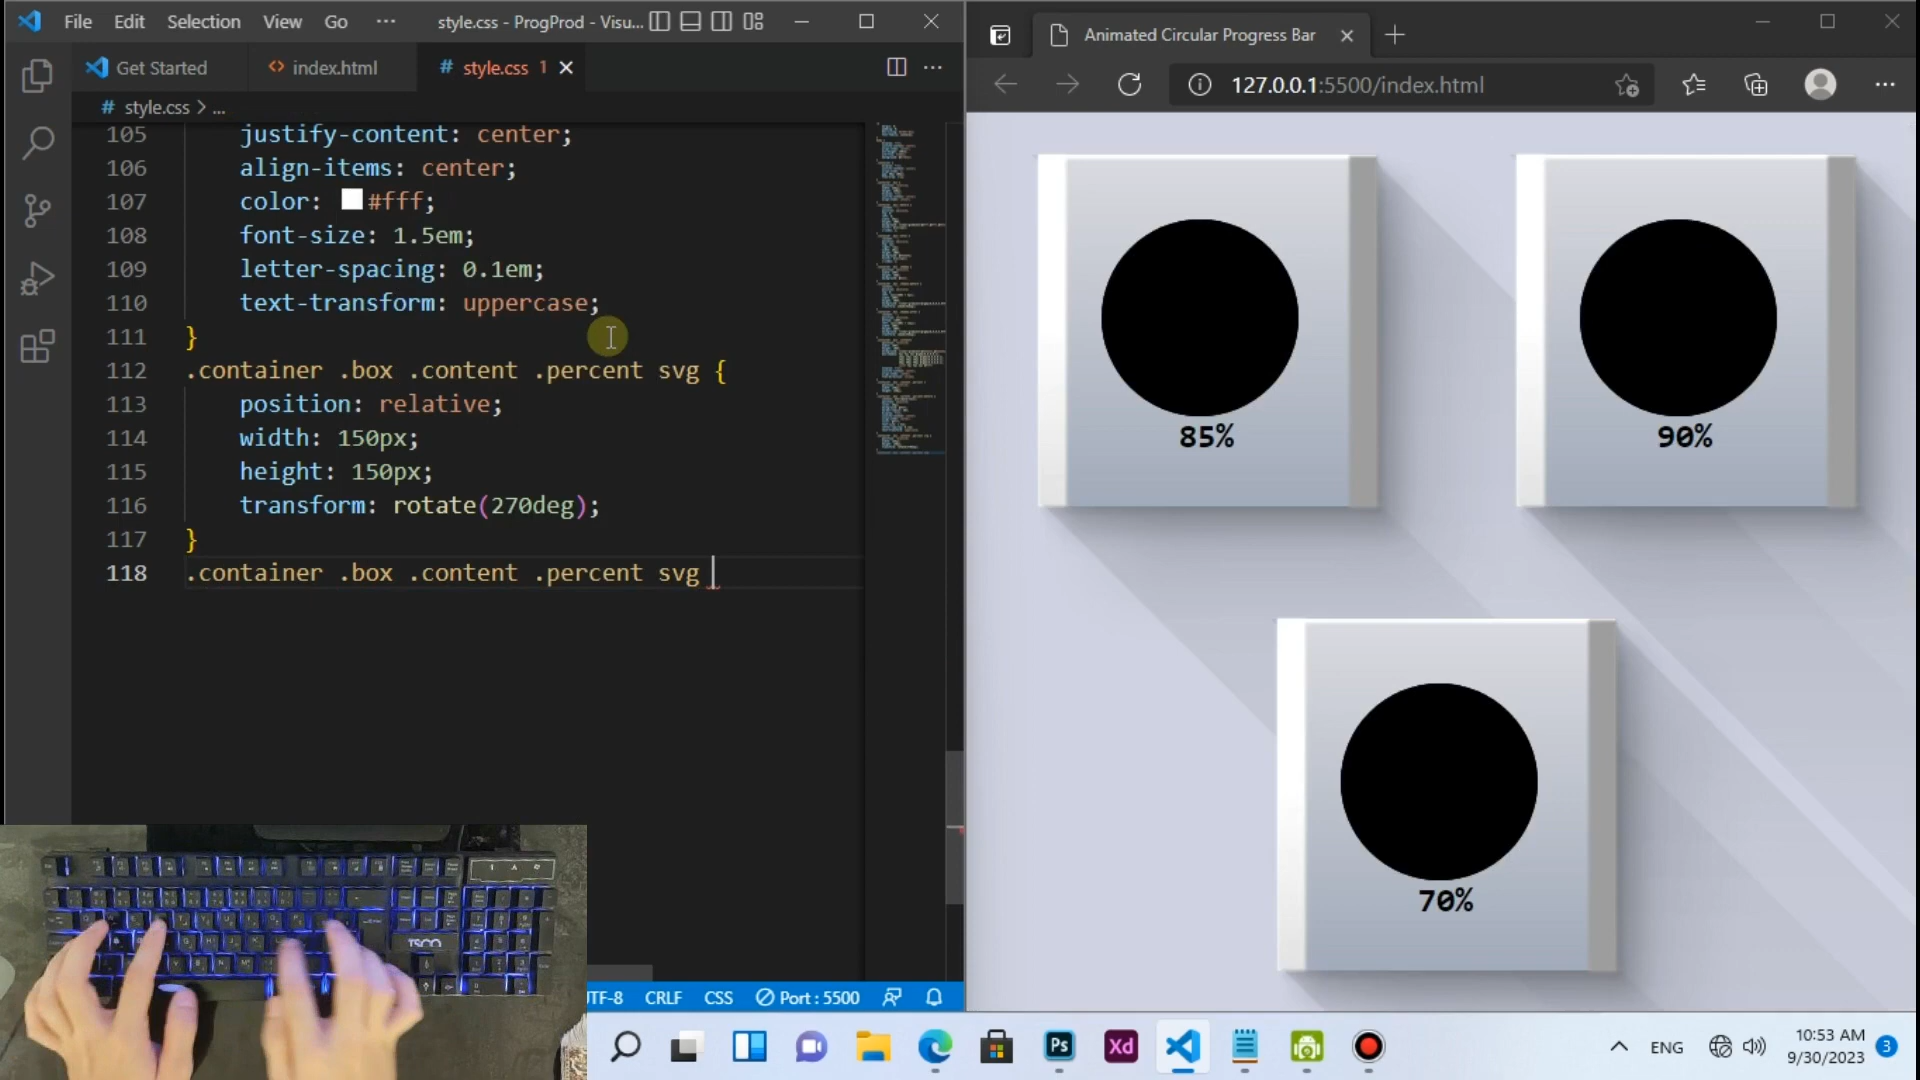 File Edit Selection View Go ··· style.css - ProgProd - Visu...
Get Started index.html style.css 1
# style.css > ...
105 justify-content: center;
106 align-items: center;
107 color: #fff;
108 font-size: 1.5em;
109 letter-spacing: 0.1em;
110 text-transform: uppercase;
111 }
112 .container .box .content .percent svg {
113 position: relative;
114 width: 150px;
115 height: 150px;
116 transform: rotate(270deg);
117 }
118 .container .box .content .percent svg
TSCO
UTF-8 CRLF CSS Port : 5500
Animated Circular Progress Bar
127.0.0.1:5500/index.html
85%
90%
70%
Ps Xd
ENG
10:53 AM
9/30/2023
3